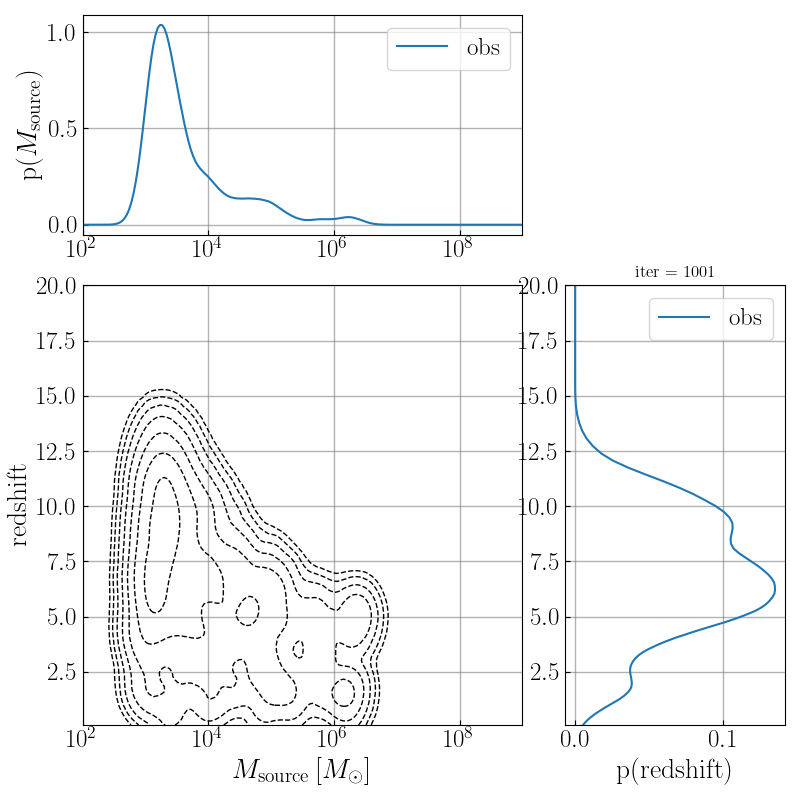 1.0
0.5
0.0
p(M_source)
obs
10^2 10^4 10^6 10^8
iter = 1001
20.0
17.5
15.0
12.5
10.0
7.5
5.0
2.5
redshift
10^2 10^4 10^6 10^8
M_source [M_⊙]
20.0
17.5
15.0
12.5
10.0
7.5
5.0
2.5
obs
0.0 0.1
p(redshift)